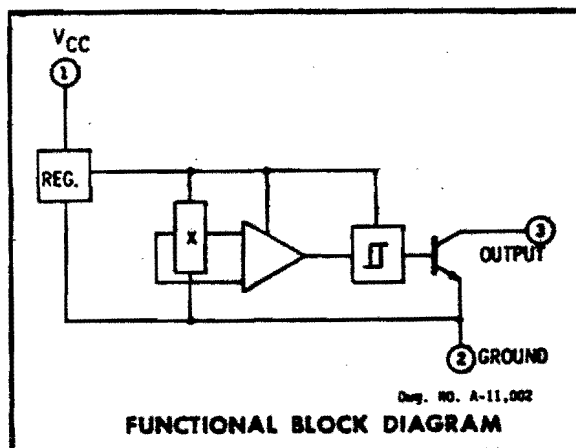 VCC
1
REG.
X
3
OUTPUT
2 GROUND
Dwg. NO. A-11,002
FUNCTIONAL BLOCK DIAGRAM